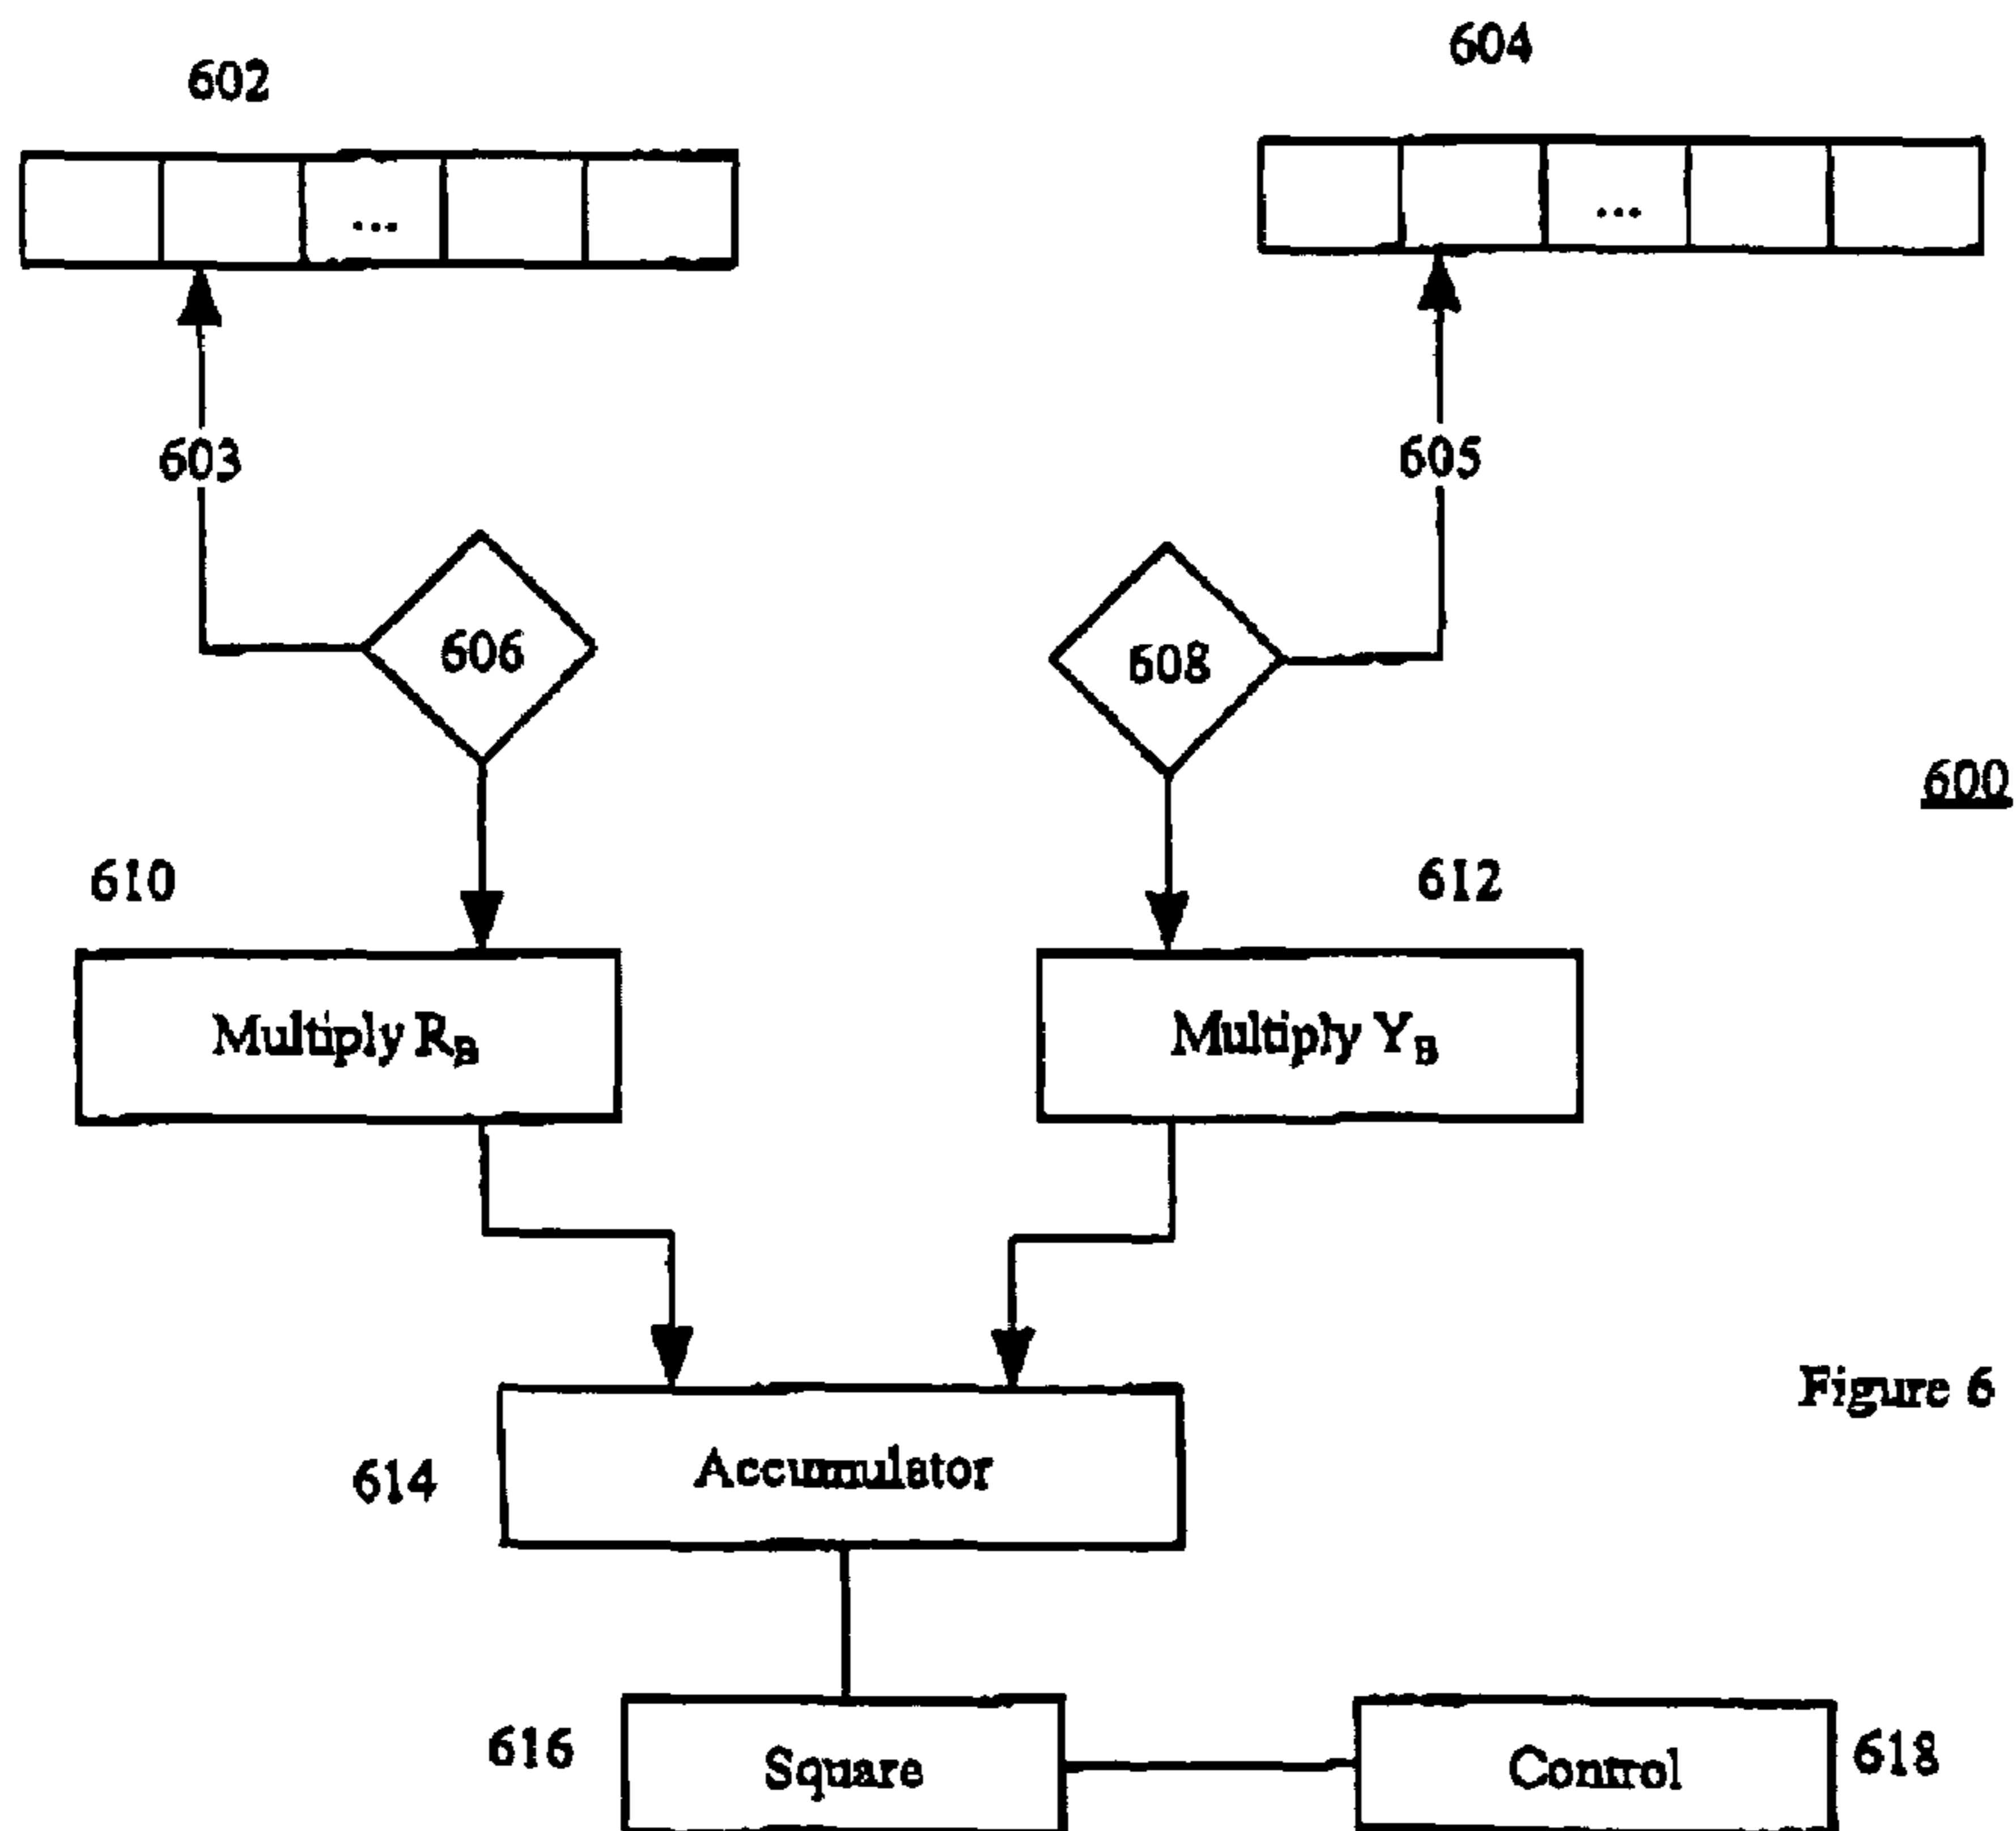 602
604
...
...
603
605
606
608
600
610
612
Multiply R_B
Multiply Y_B
Figure 6
614
Accumulator
616
Square
Control
618